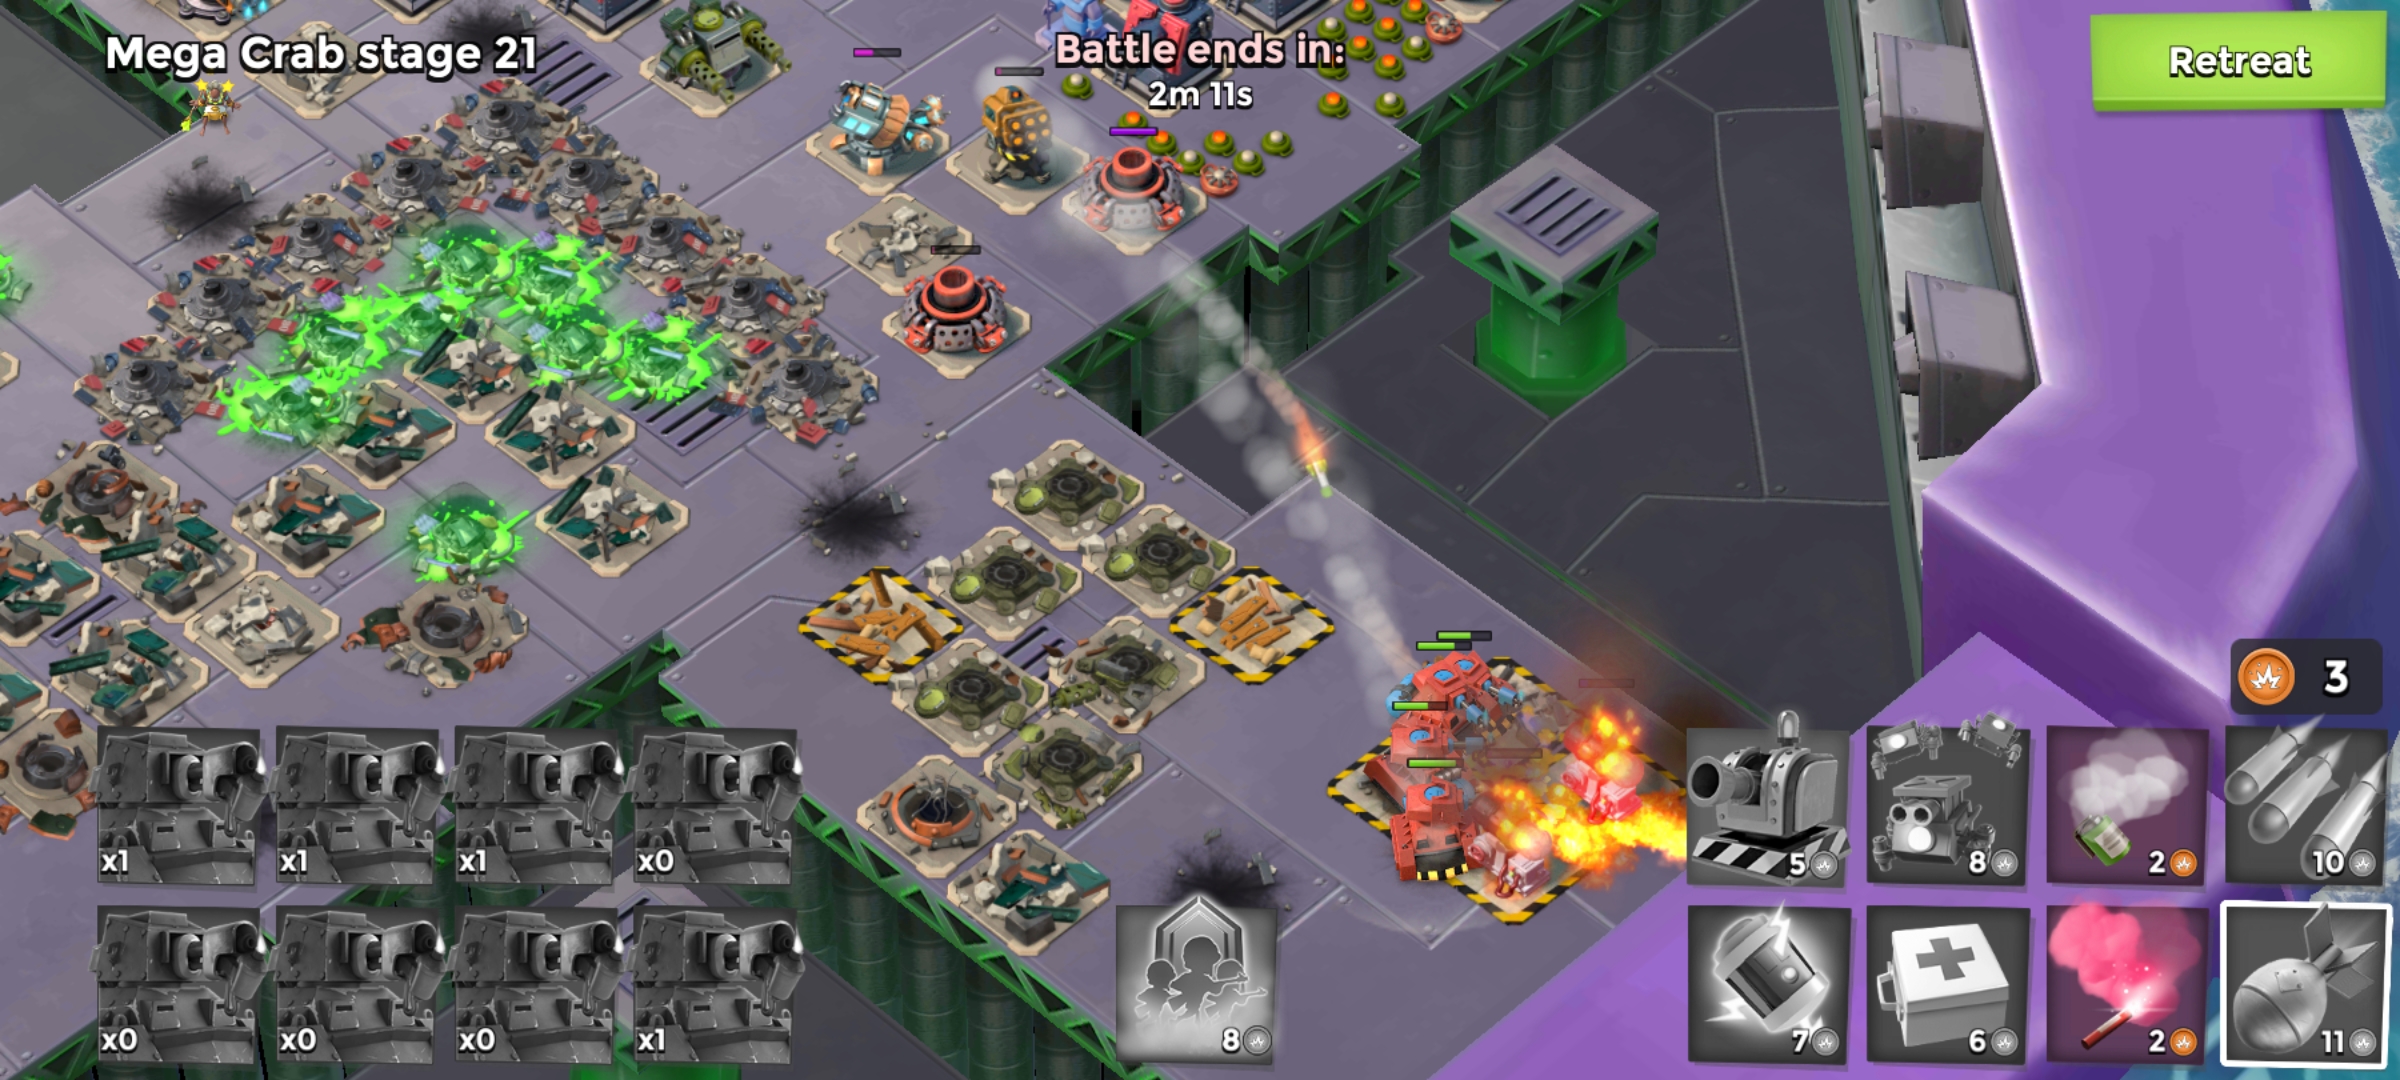 Mega Crab stage 21
Battle ends in:
2m 11s
Retreat
3
x1
x1
x1
x0
5
8
2
10
x0
x0
x0
x1
8
7
6
2
11